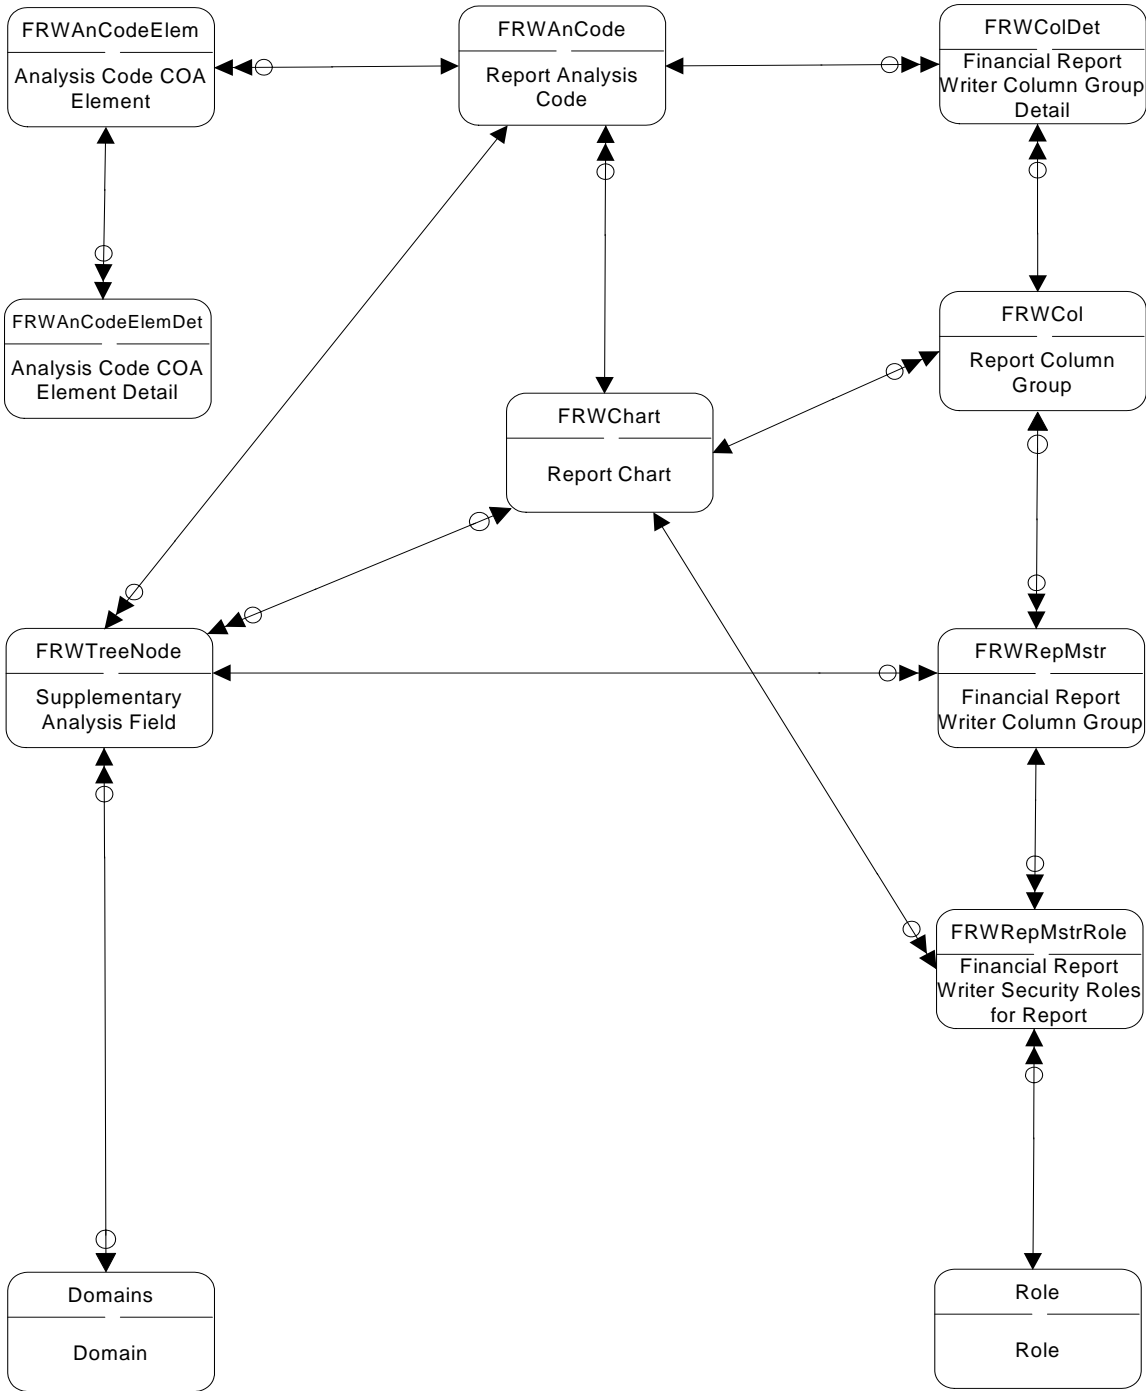 FRWAnCodeElem
Analysis Code COA
Element
FRWAnCode
Report Analysis
Code
FRWColDet
Financial Report
Writer Column Group
Detail
FRWAnCodeElemDet
Analysis Code COA
Element Detail
FRWCol
Report Column
Group
FRWChart
Report Chart
FRWTreeNode
Supplementary
Analysis Field
FRWRepMstr
Financial Report
Writer Column Group
FRWRepMstrRole
Financial Report
Writer Security Roles
for Report
Domains
Domain
Role
Role